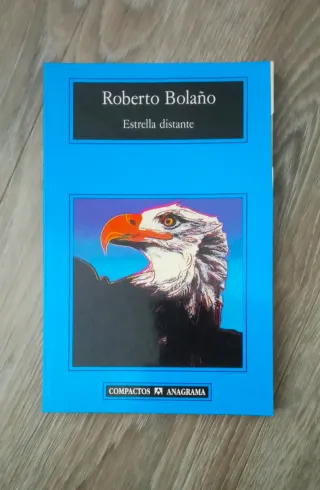 Roberto Bolaño
Estrella distante
COMPACTOS ANAGRAMA